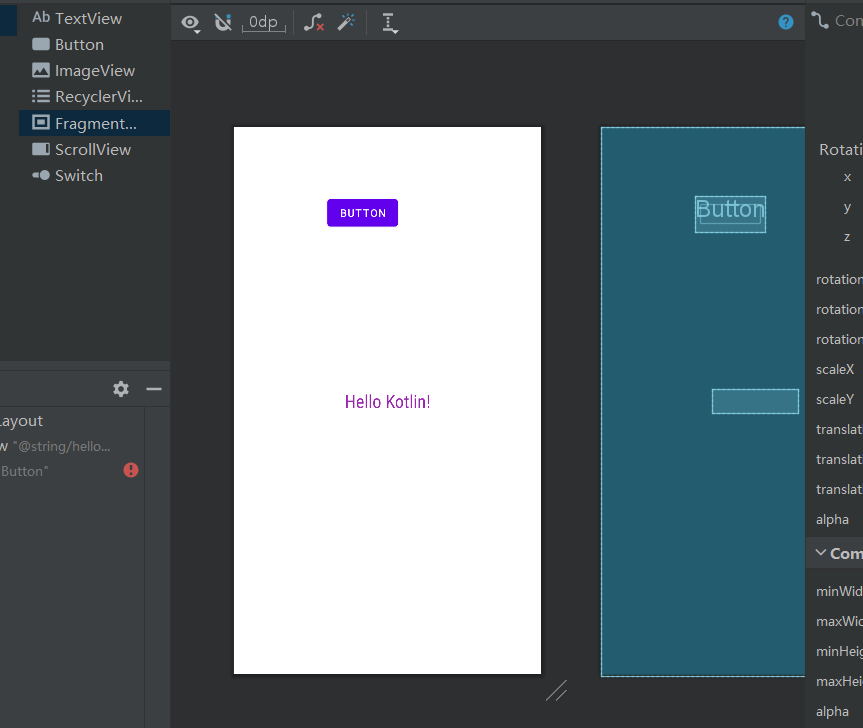 Ab TextView
Button
ImageView
RecyclerVi...
Fragment...
ScrollView
Switch
Layout
"@string/hello...
Button"
0dp
?
BUTTON
Hello Kotlin!
Button
Con
Rotati
x
y
z
rotation
rotation
rotation
scaleX
scaleY
translat
translat
translat
alpha
Com
minWid
maxWid
minHeig
maxHei
alpha